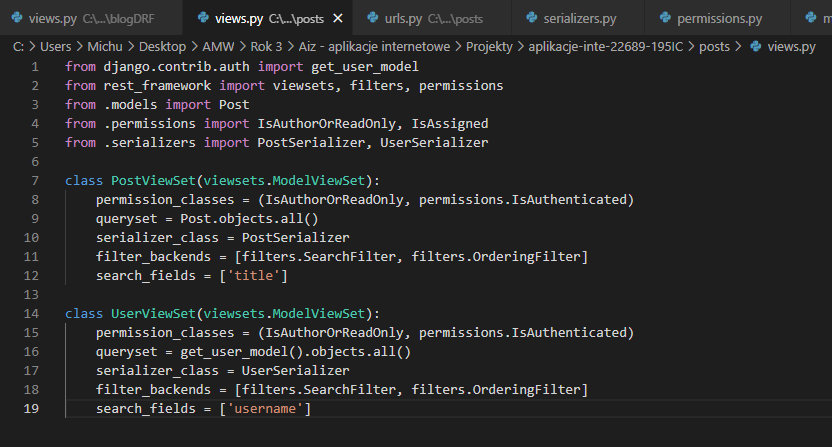 views.py C:\...\blogDRF views.py C:\...\posts urls.py C:\...\posts serializers.py permissions.py
C: > Users > Michu > Desktop > AMW > Rok 3 > Aiz - aplikacje internetowe > Projekty > aplikacje-inte-22689-195IC > posts > views.py
1 from django.contrib.auth import get_user_model
2 from rest_framework import viewsets, filters, permissions
3 from .models import Post
4 from .permissions import IsAuthorOrReadOnly, IsAssigned
5 from .serializers import PostSerializer, UserSerializer
6
7 class PostViewSet(viewsets.ModelViewSet):
8 permission_classes = (IsAuthorOrReadOnly, permissions.IsAuthenticated)
9 queryset = Post.objects.all()
10 serializer_class = PostSerializer
11 filter_backends = [filters.SearchFilter, filters.OrderingFilter]
12 search_fields = ['title']
13
14 class UserViewSet(viewsets.ModelViewSet):
15 permission_classes = (IsAuthorOrReadOnly, permissions.IsAuthenticated)
16 queryset = get_user_model().objects.all()
17 serializer_class = UserSerializer
18 filter_backends = [filters.SearchFilter, filters.OrderingFilter]
19 search_fields = ['username']